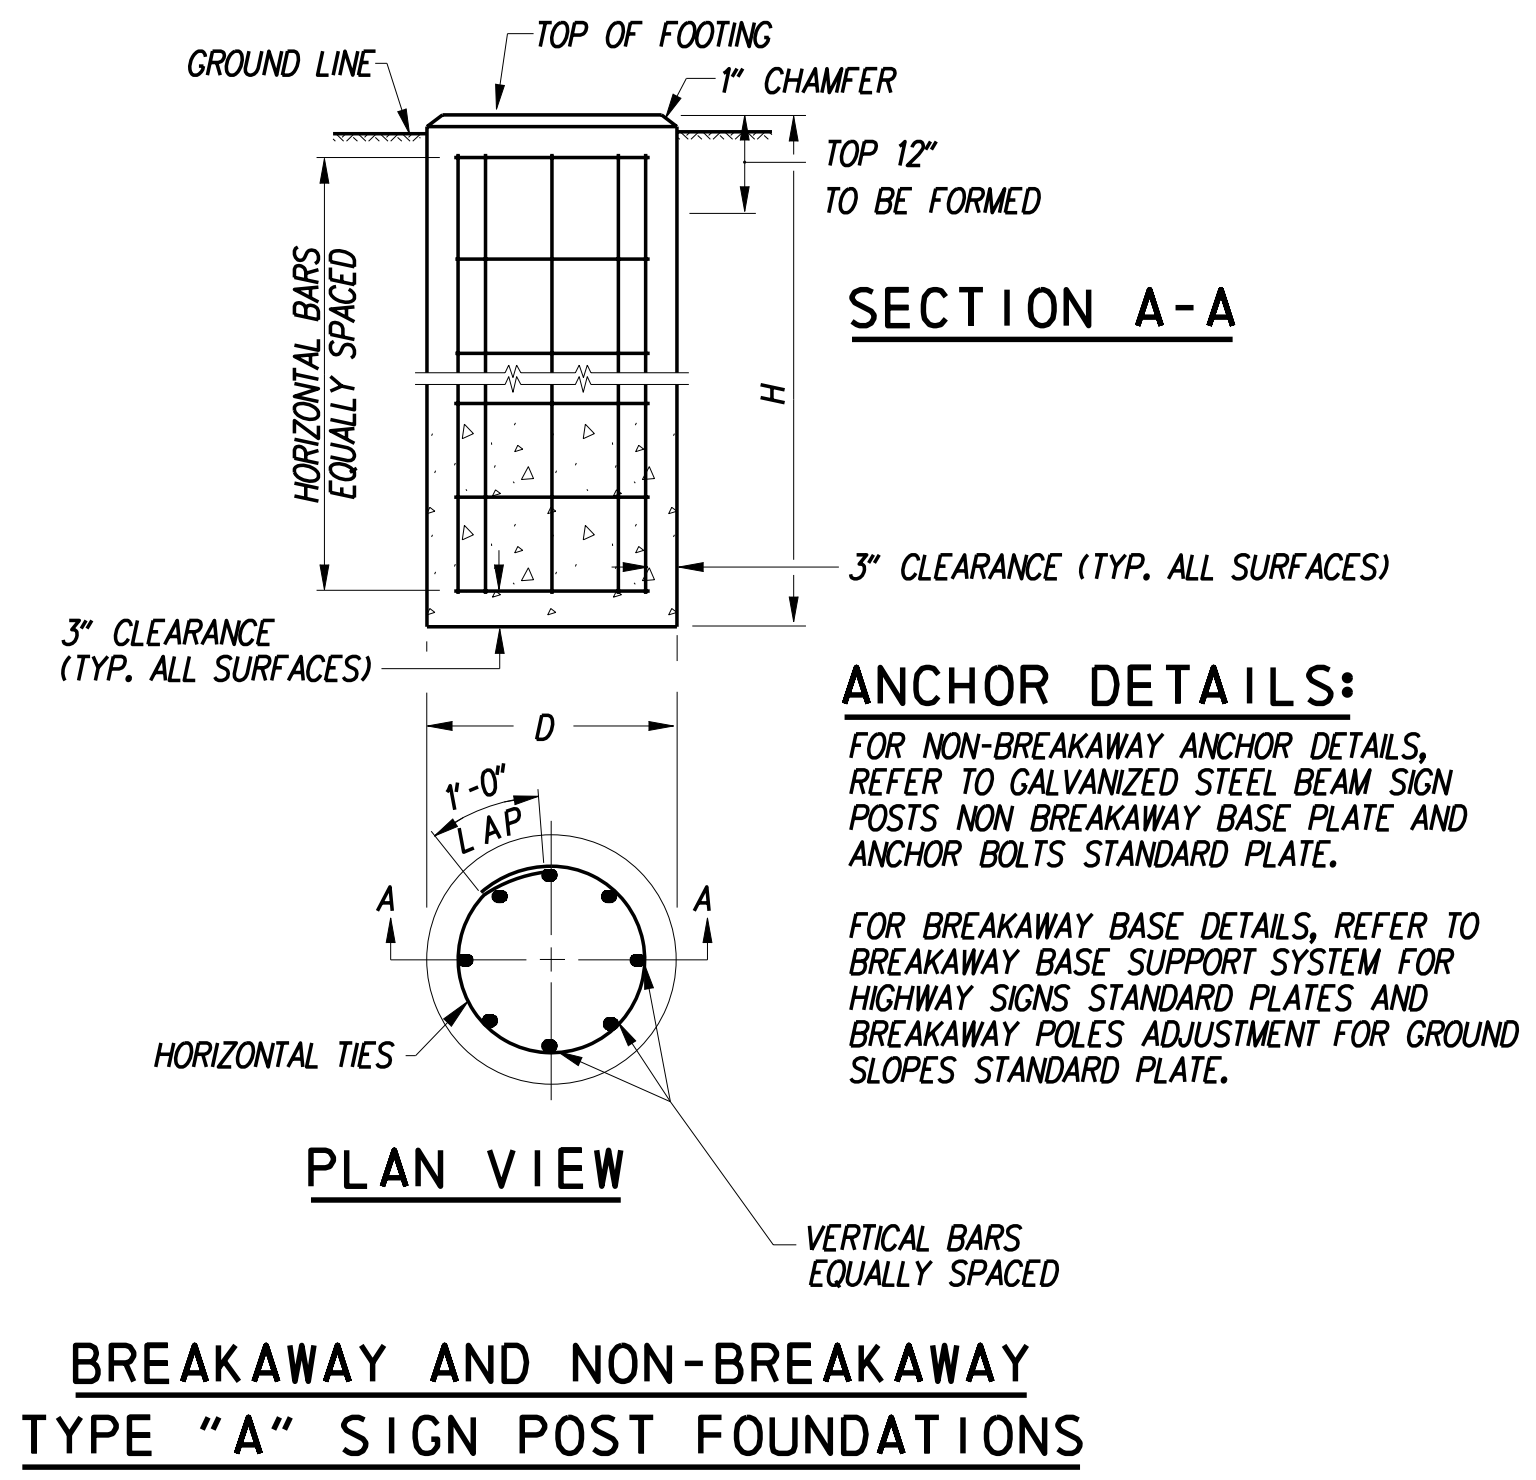 TOP OF FOOTING
GROUND LINE
1" CHAMFER
TOP 12"
TO BE FORMED
HORIZONTAL BARS
EQUALLY SPACED
SECTION A-A
H
3" CLEARANCE (TYP. ALL SURFACES)
3" CLEARANCE
(TYP. ALL SURFACES)
D
ANCHOR DETAILS:
FOR NON-BREAKAWAY ANCHOR DETAILS,
REFER TO GALVANIZED STEEL BEAM SIGN
POSTS NON BREAKAWAY BASE PLATE AND
ANCHOR BOLTS STANDARD PLATE.
FOR BREAKAWAY BASE DETAILS, REFER TO
BREAKAWAY BASE SUPPORT SYSTEM FOR
HIGHWAY SIGNS STANDARD PLATES AND
BREAKAWAY POLES ADJUSTMENT FOR GROUND
SLOPES STANDARD PLATE.
1'-0"
LAP
A
A
HORIZONTAL TIES
PLAN VIEW
VERTICAL BARS
EQUALLY SPACED
BREAKAWAY AND NON-BREAKAWAY
TYPE "A" SIGN POST FOUNDATIONS